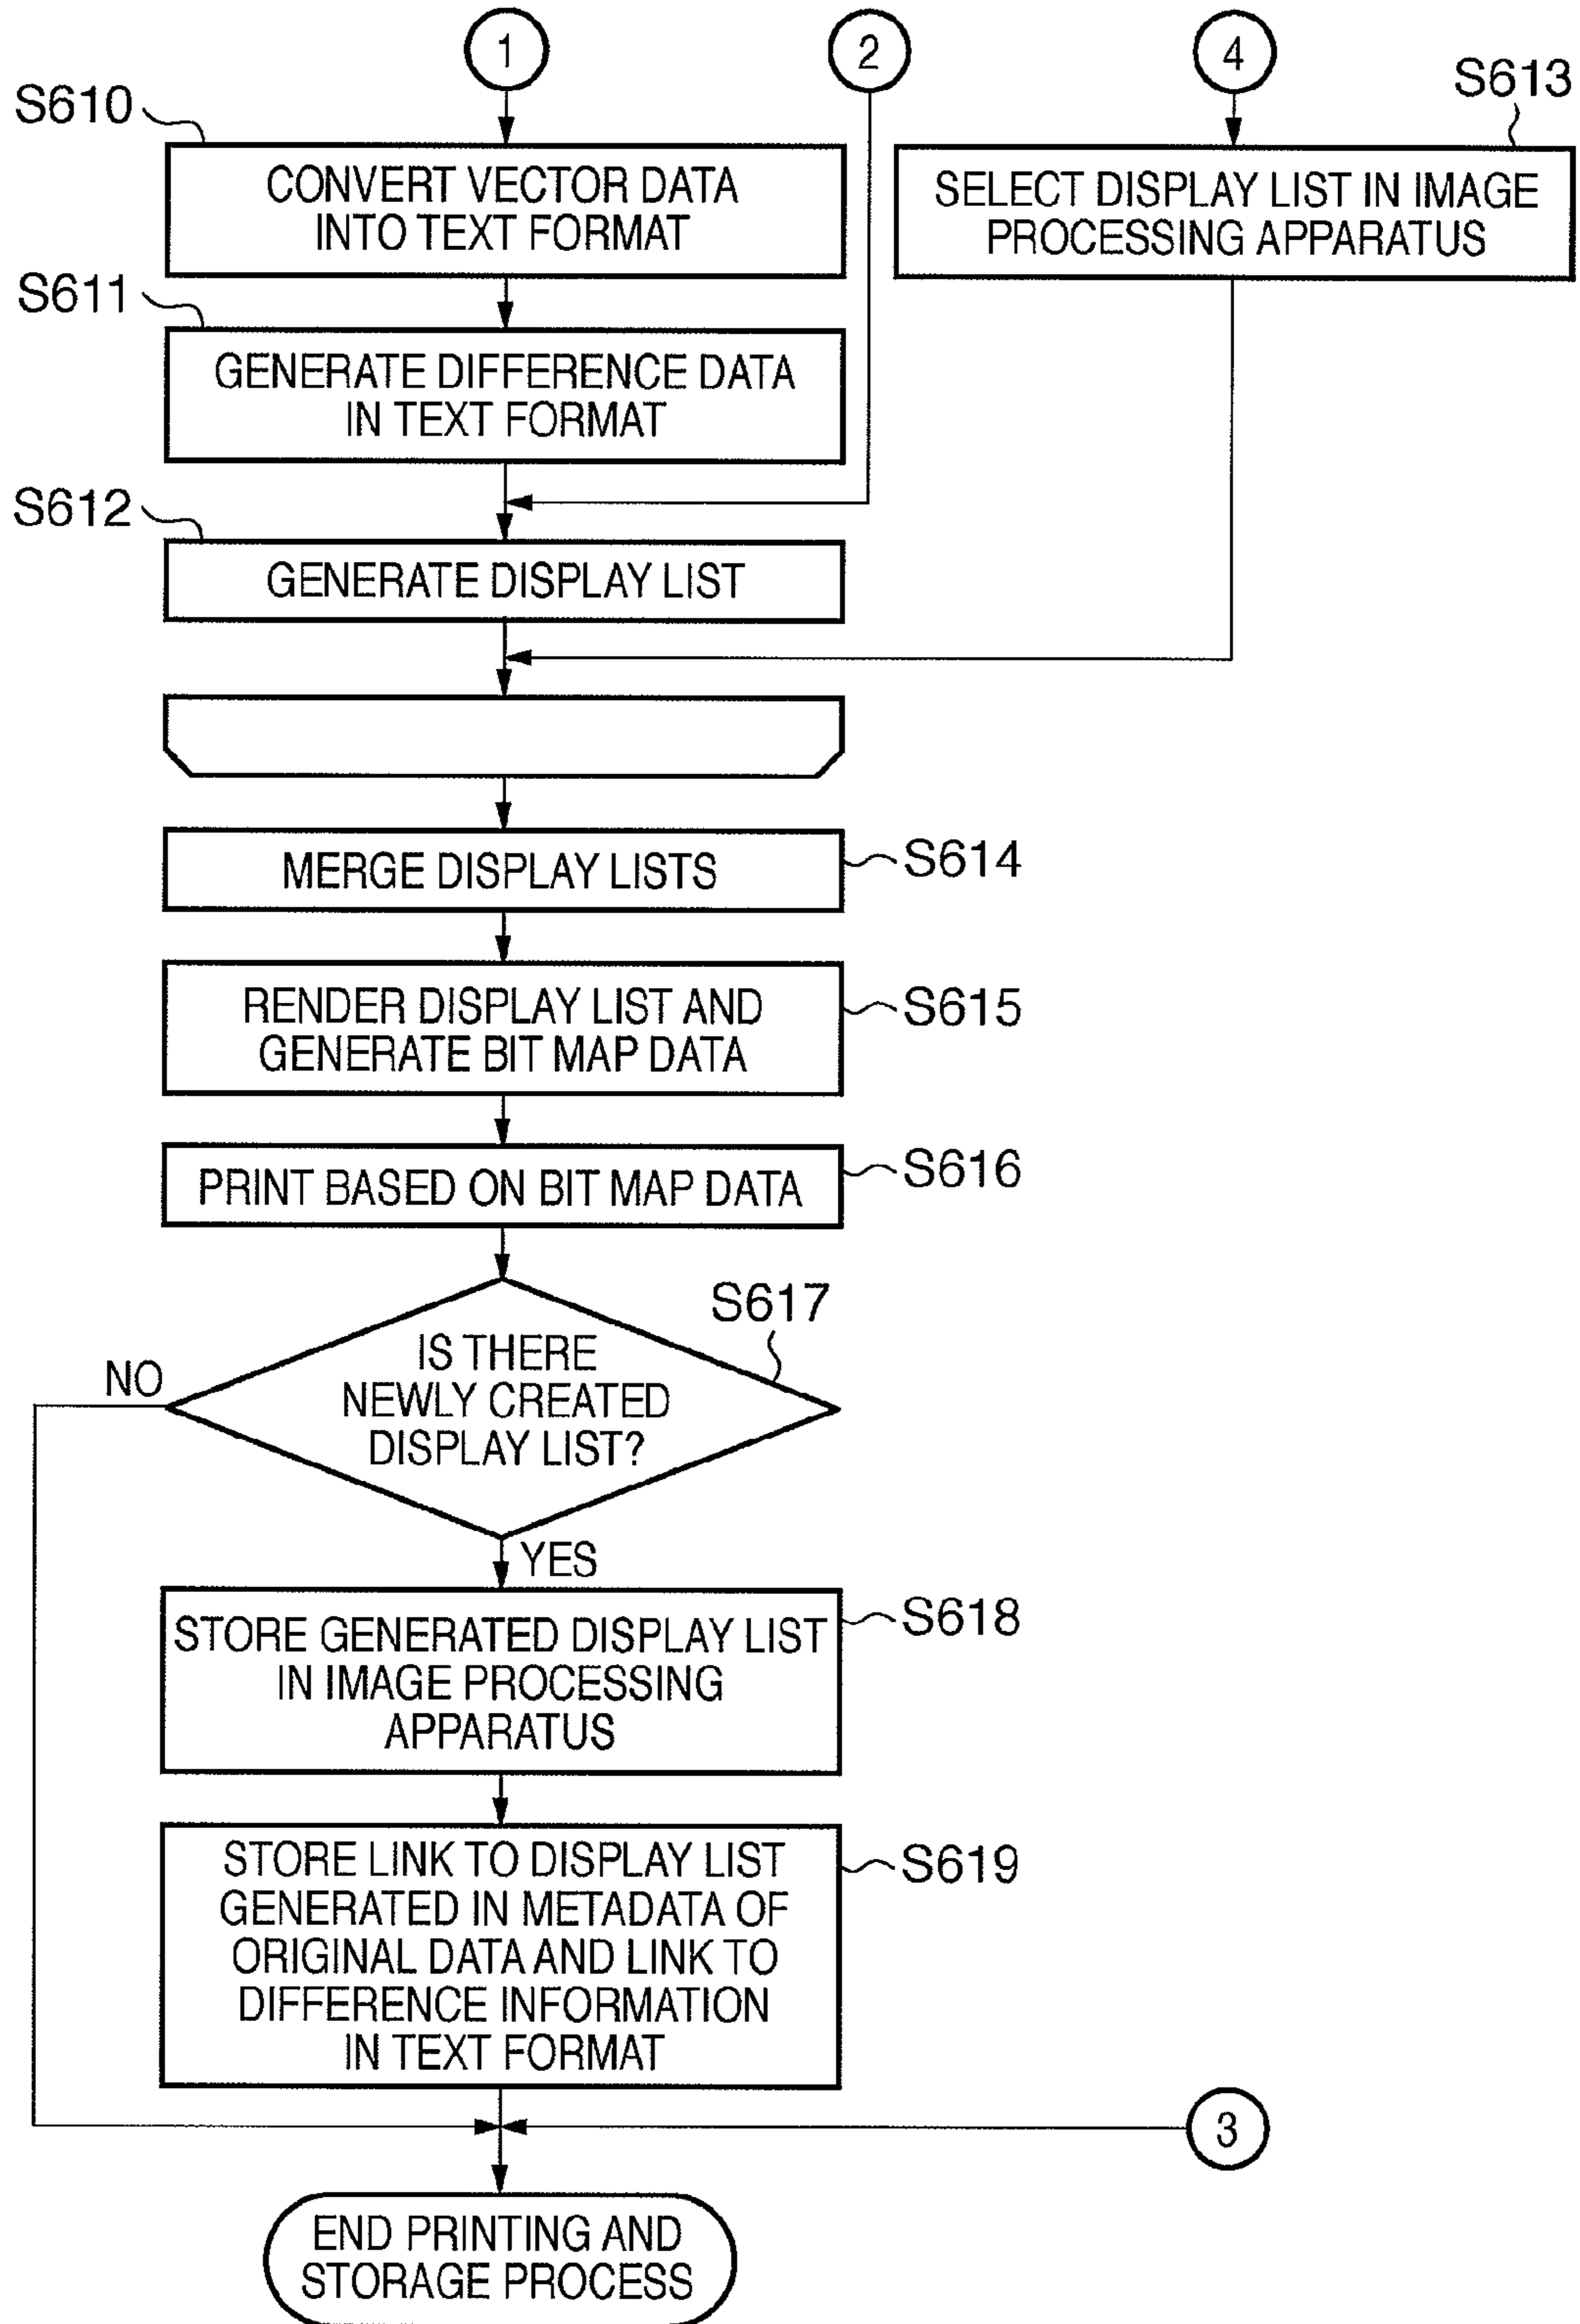 1
2
4
S613
S610
CONVERT VECTOR DATA
INTO TEXT FORMAT
SELECT DISPLAY LIST IN IMAGE
PROCESSING APPARATUS
S611
GENERATE DIFFERENCE DATA
IN TEXT FORMAT
S612
GENERATE DISPLAY LIST
MERGE DISPLAY LISTS
S614
RENDER DISPLAY LIST AND
GENERATE BIT MAP DATA
S615
PRINT BASED ON BIT MAP DATA
S616
S617
IS THERE
NEWLY CREATED
DISPLAY LIST?
NO
YES
STORE GENERATED DISPLAY LIST
IN IMAGE PROCESSING
APPARATUS
S618
STORE LINK TO DISPLAY LIST
GENERATED IN METADATA OF
ORIGINAL DATA AND LINK TO
DIFFERENCE INFORMATION
IN TEXT FORMAT
S619
3
END PRINTING AND
STORAGE PROCESS